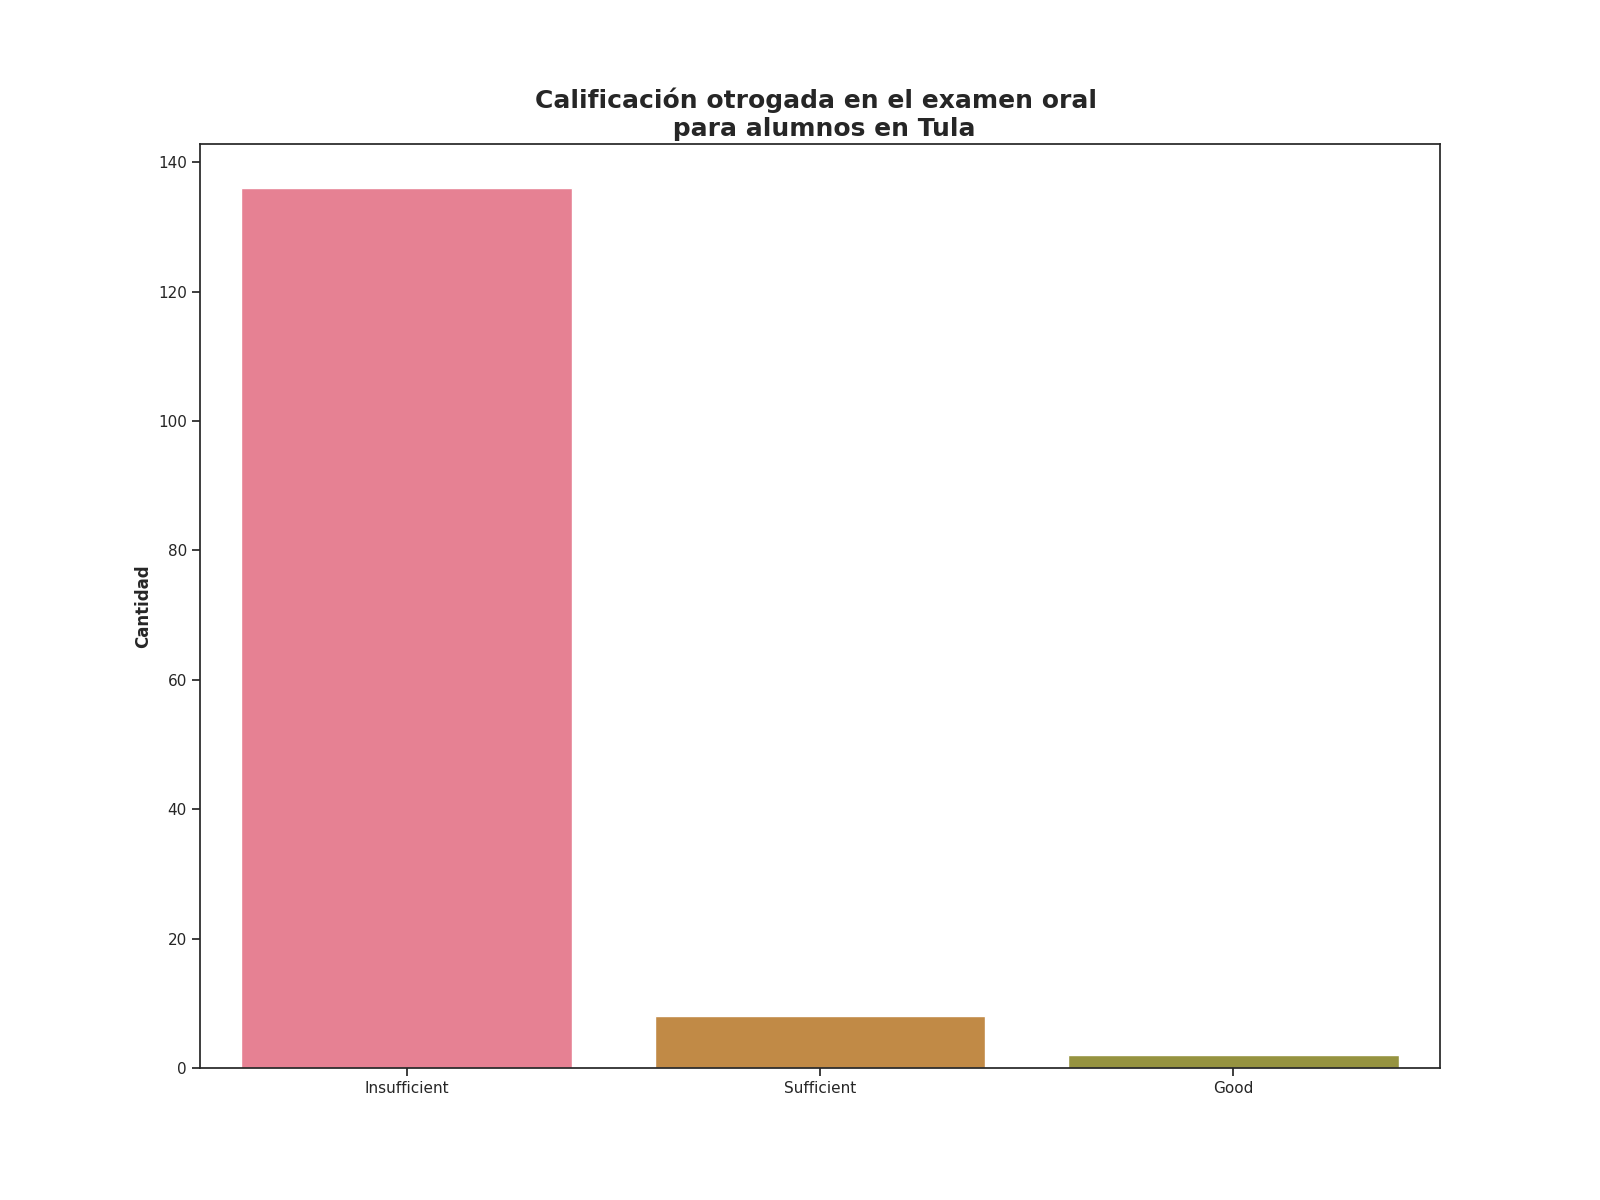 Calificación otrogada en el examen oral
para alumnos en Tula
140
120
100
80
60
40
20
0
Cantidad
Insufficient
Sufficient
Good